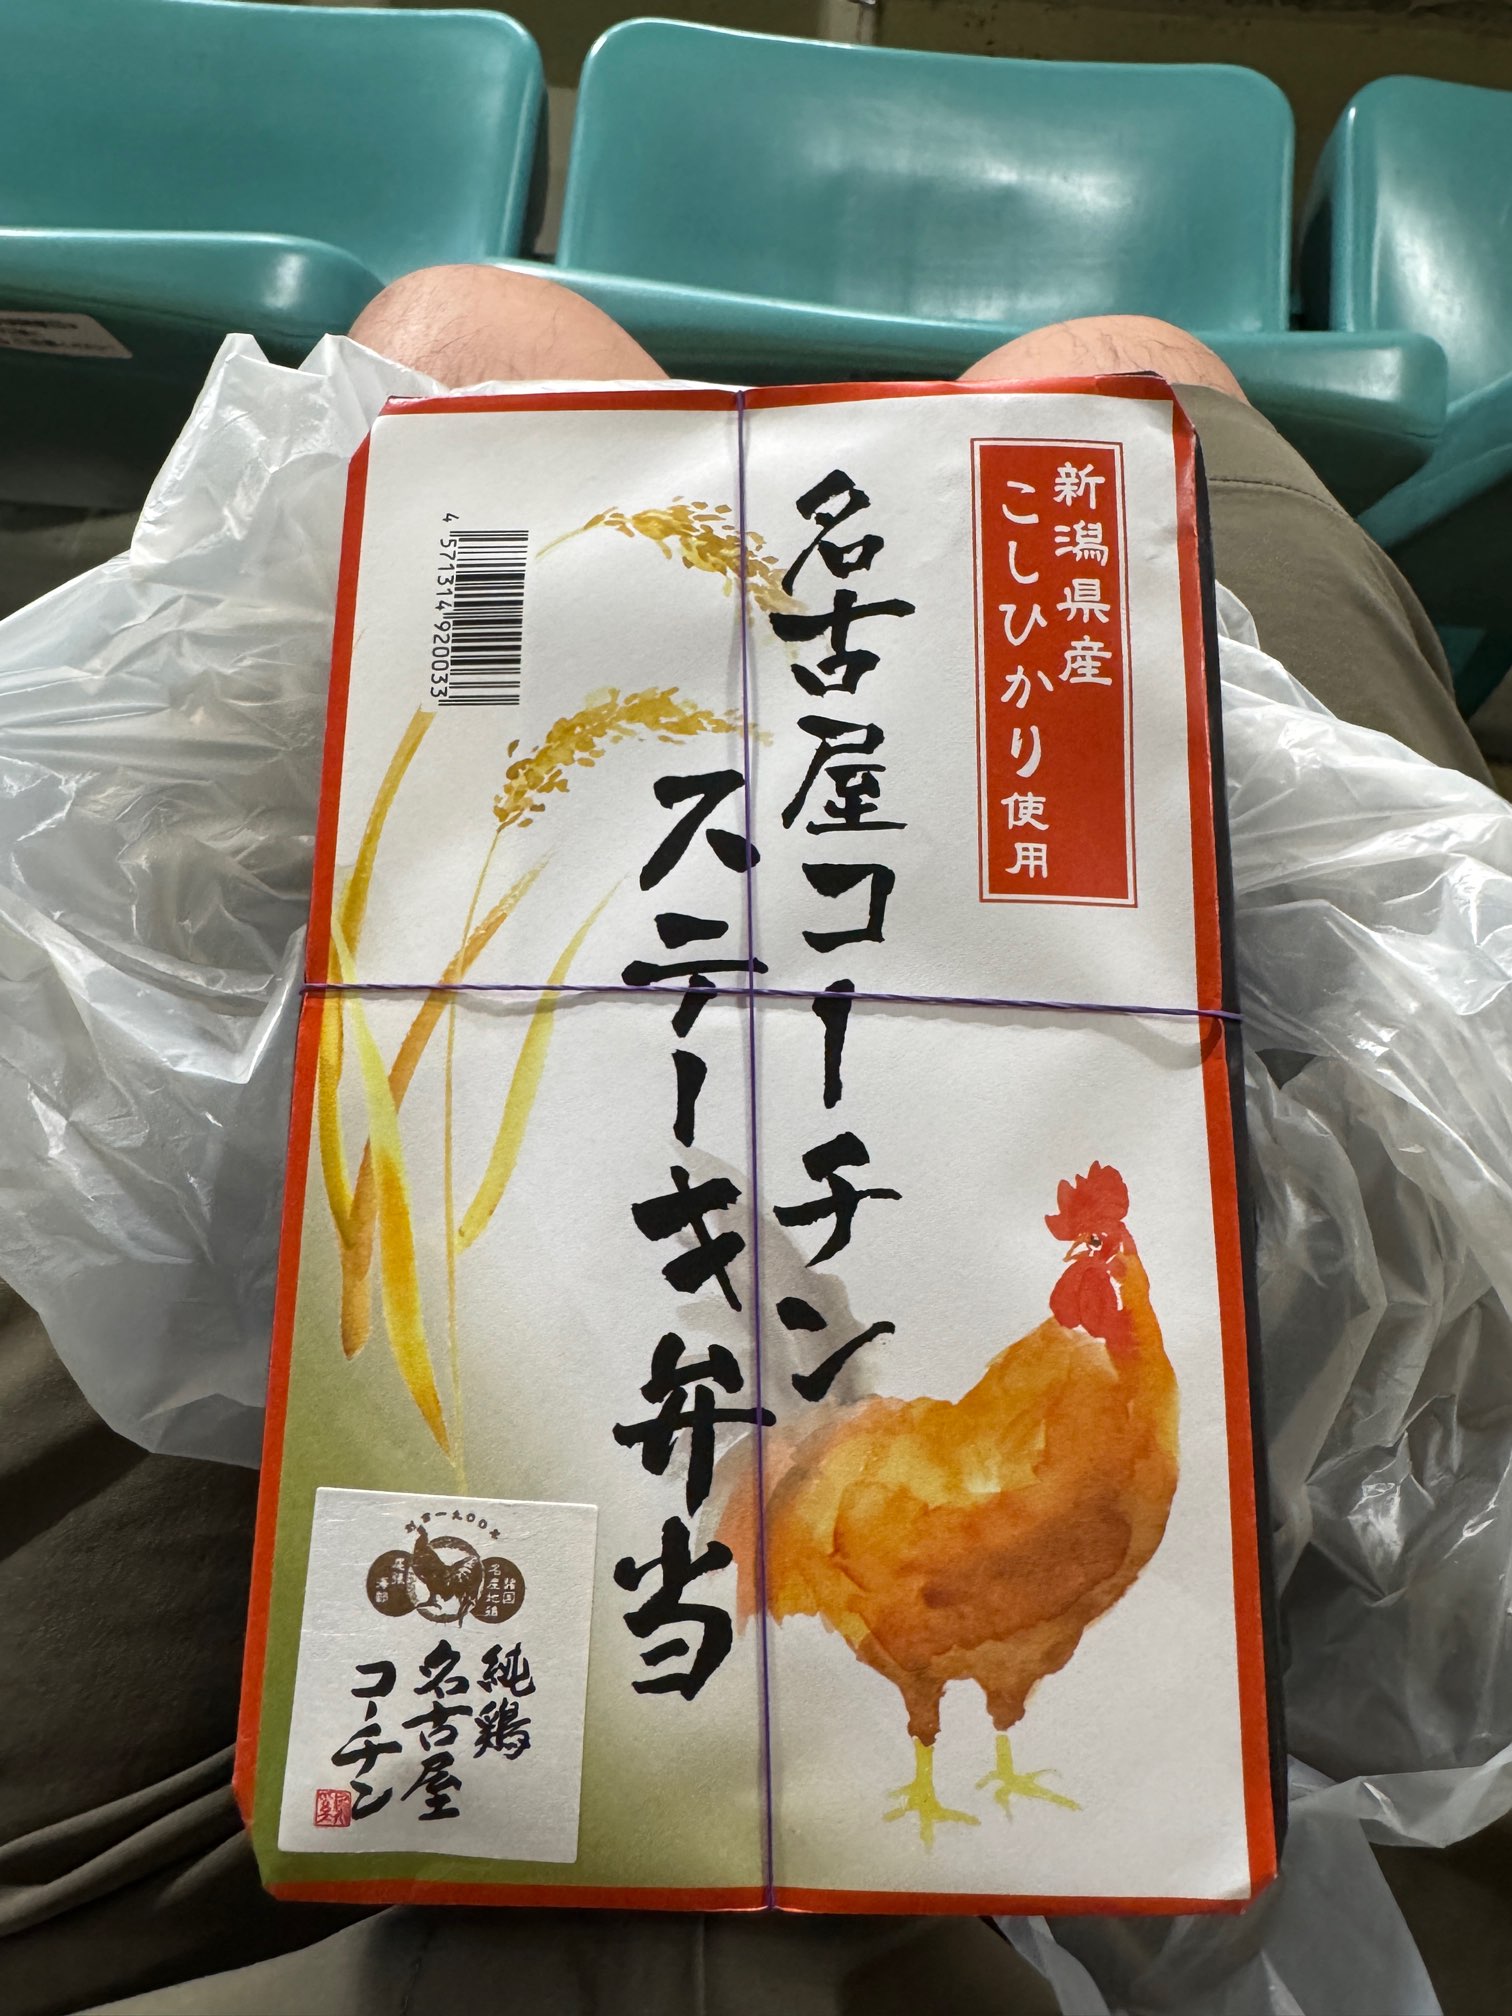 新潟県産
こしひかり使用
名古屋コーチン
ステーキ弁当
4 571314 920033
純鶏
名古屋
コーチン